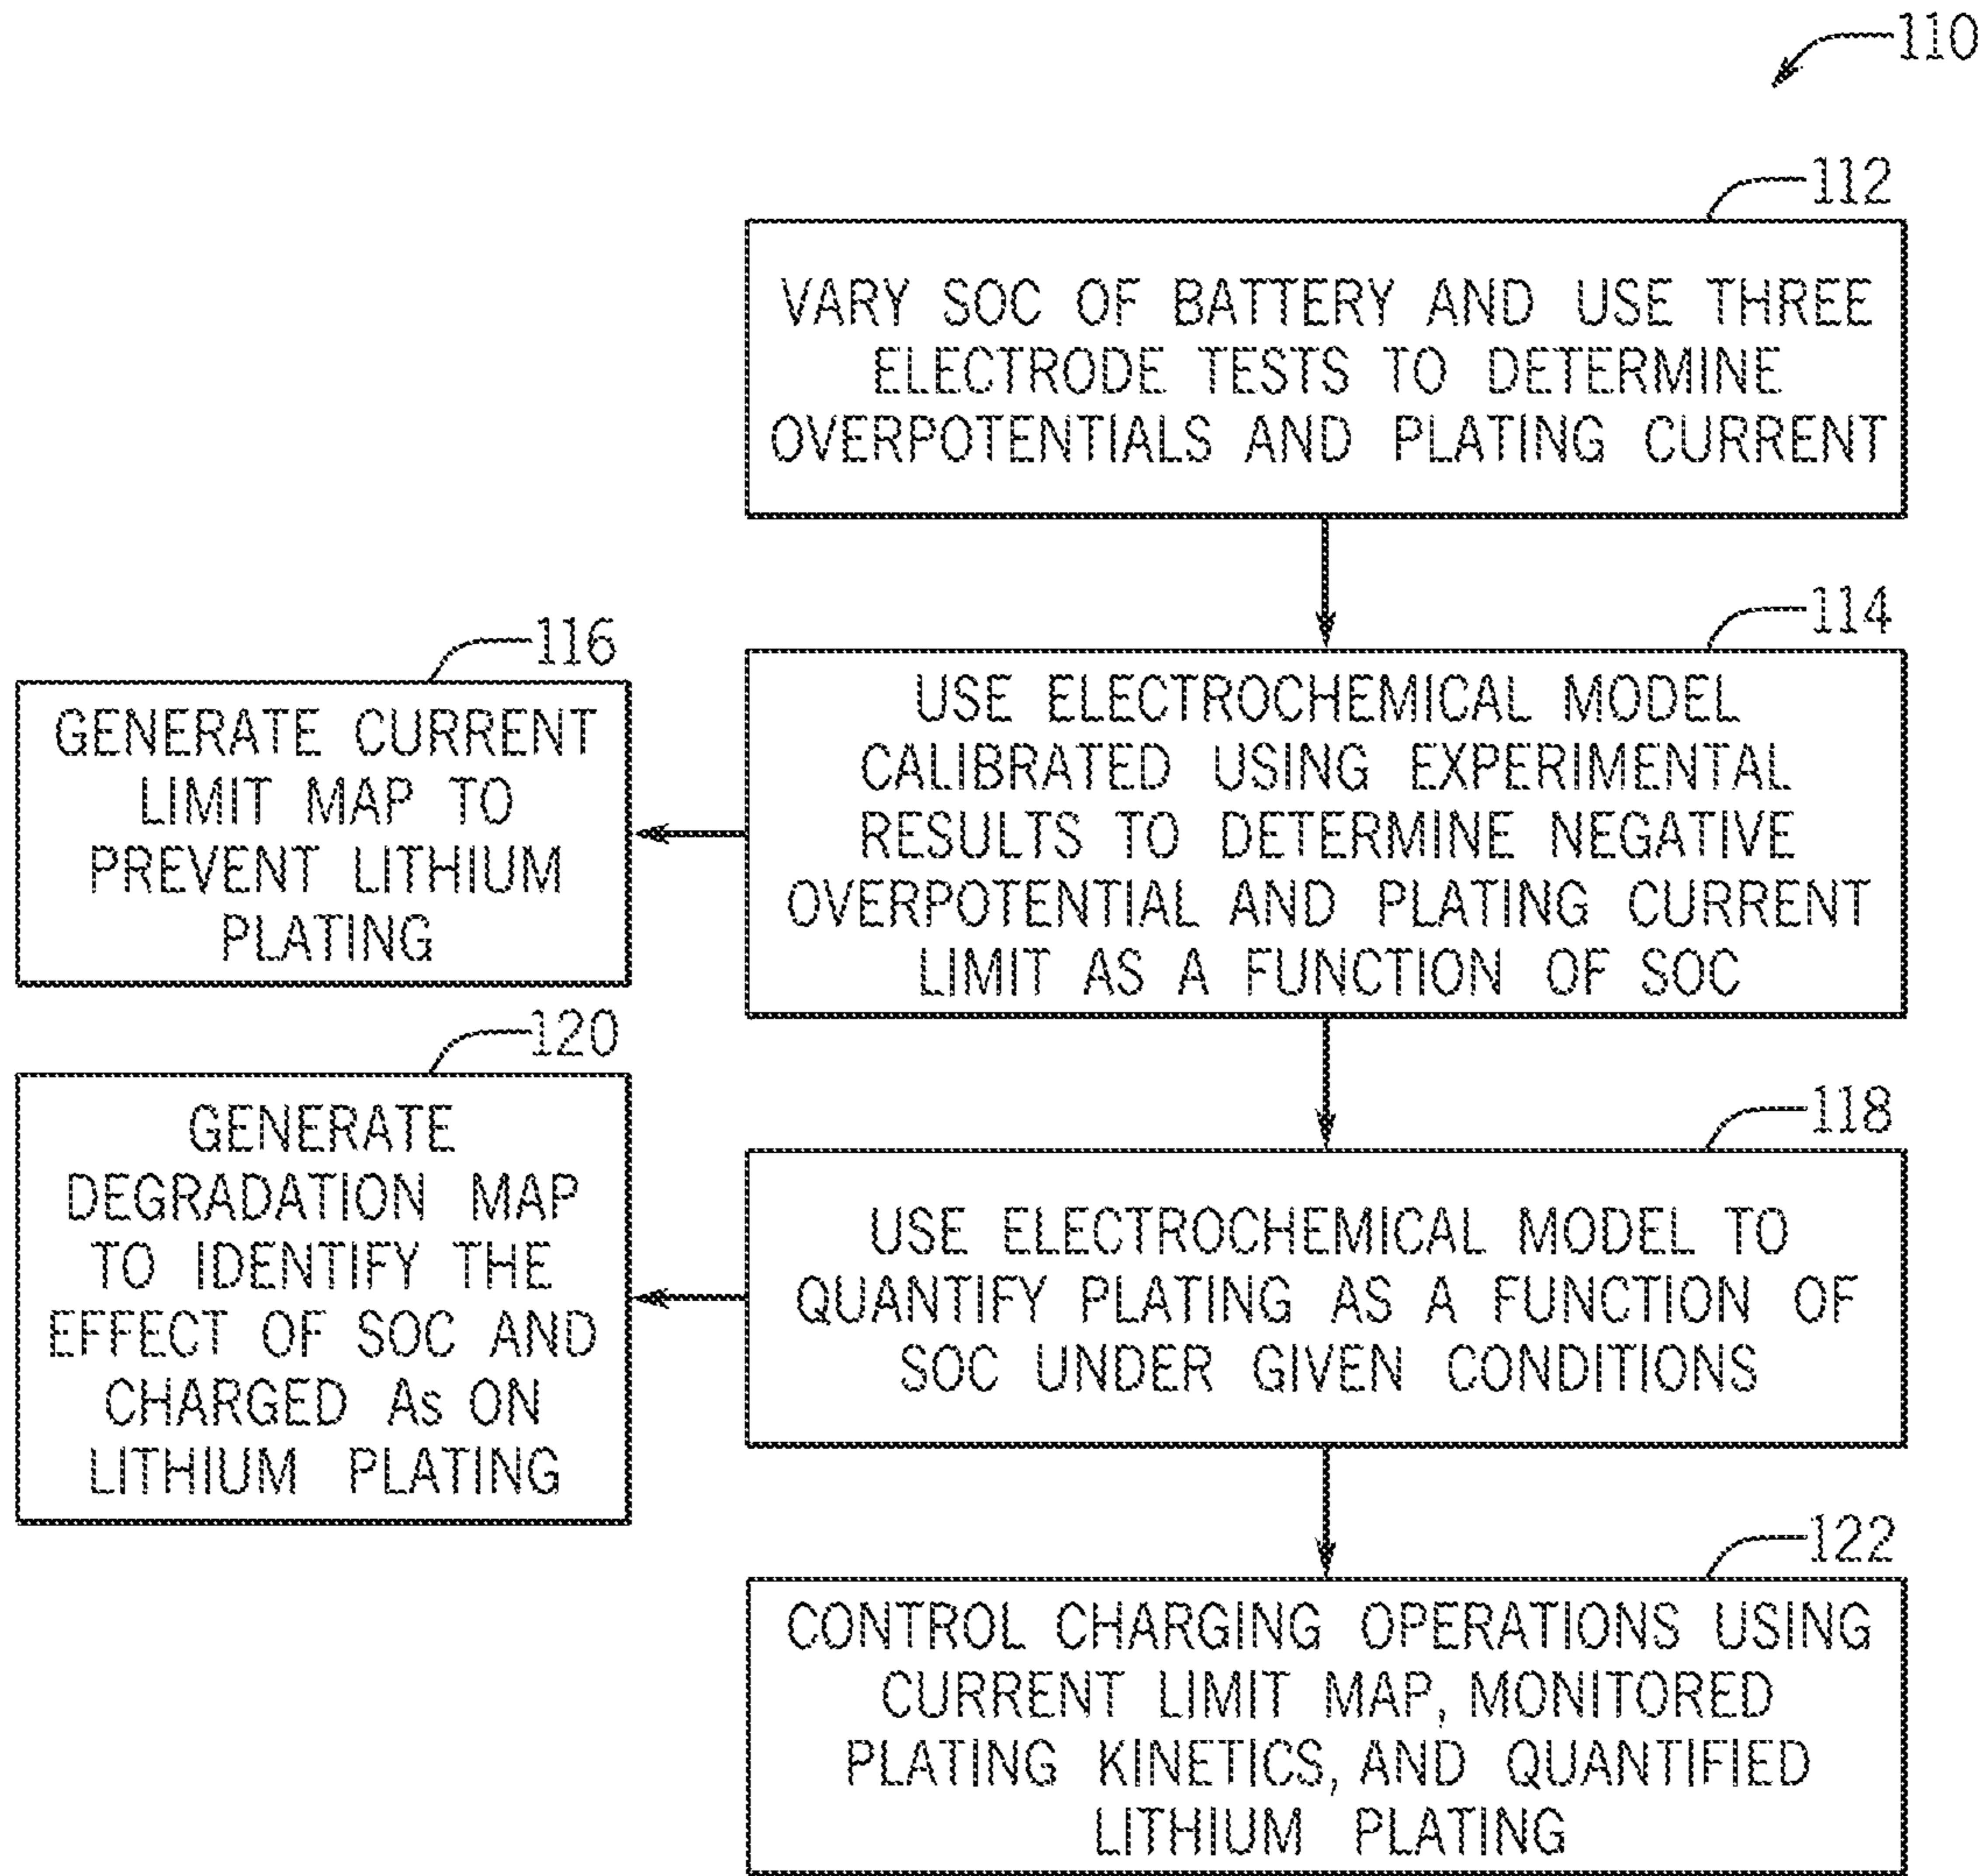 110
112
VARY SOC OF BATTERY AND USE THREE
ELECTRODE TESTS TO DETERMINE
OVERPOTENTIALS AND PLATING CURRENT
114
USE ELECTROCHEMICAL MODEL
CALIBRATED USING EXPERIMENTAL
RESULTS TO DETERMINE NEGATIVE
OVERPOTENTIAL AND PLATING CURRENT
LIMIT AS A FUNCTION OF SOC
116
GENERATE CURRENT
LIMIT MAP TO
PREVENT LITHIUM
PLATING
118
USE ELECTROCHEMICAL MODEL TO
QUANTIFY PLATING AS A FUNCTION OF
SOC UNDER GIVEN CONDITIONS
120
GENERATE
DEGRADATION MAP
TO IDENTIFY THE
EFFECT OF SOC AND
CHARGED As ON
LITHIUM PLATING
122
CONTROL CHARGING OPERATIONS USING
CURRENT LIMIT MAP, MONITORED
PLATING KINETICS, AND QUANTIFIED
LITHIUM PLATING